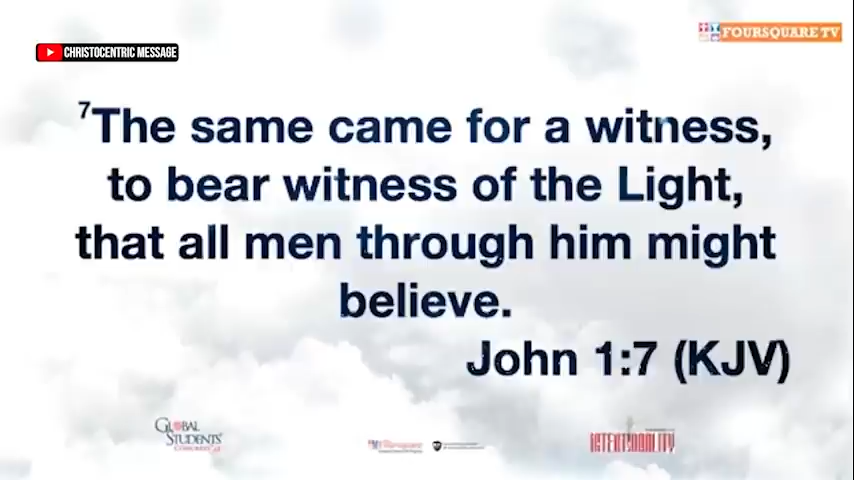 CHRISTOCENTRIC MESSAGE
FOURSQUARE TV
7The same came for a witness,
to bear witness of the Light,
that all men through him might
believe.
John 1:7 (KJV)
GLOBAL
STUDENTS'
Foursquare
INTENTIONALITY